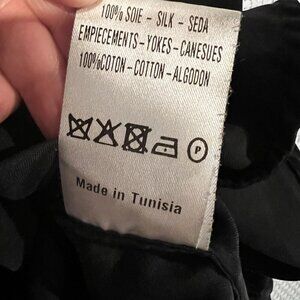 100% SOIE - SILK - SEDA
EMPIECEMENTS - YOKES - CANESUES
100%COTON - COTTON - ALGODON
P
Made in Tunisia